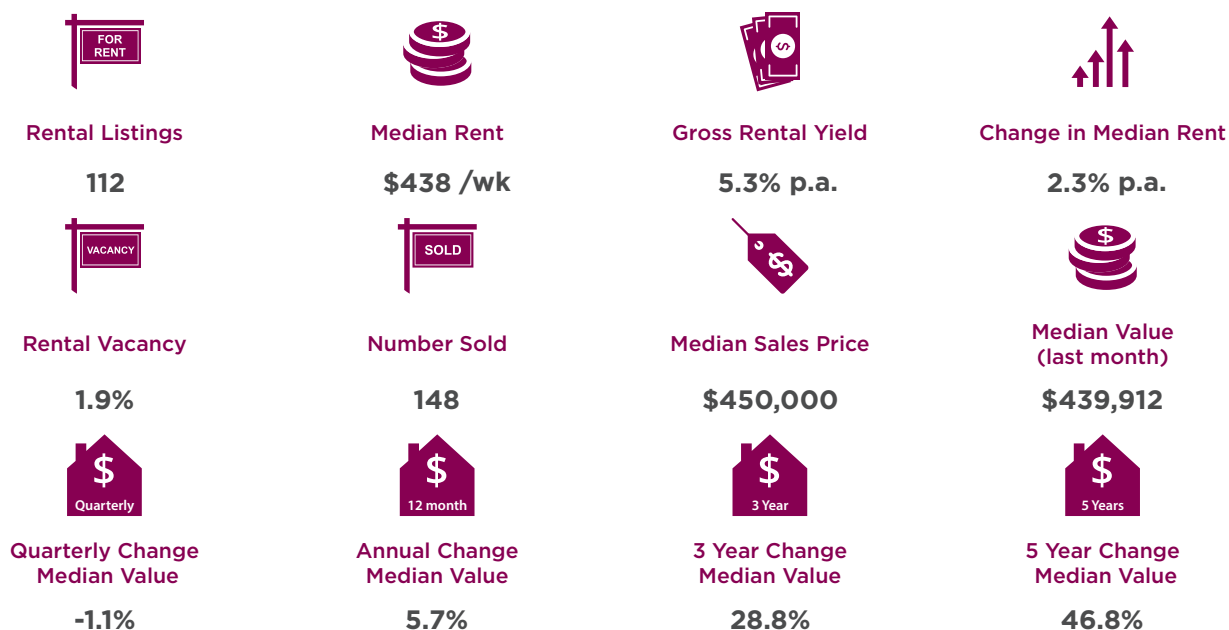 FOR
RENT
$
Rental Listings
Median Rent
Gross Rental Yield
Change in Median Rent
112
$438 /wk
5.3% p.a.
2.3% p.a.
VACANCY
SOLD
$
$
Rental Vacancy
Number Sold
Median Sales Price
Median Value
(last month)
1.9%
148
$450,000
$439,912
$
Quarterly
$
12 month
$
3 Year
$
5 Years
Quarterly Change
Median Value
Annual Change
Median Value
3 Year Change
Median Value
5 Year Change
Median Value
-1.1%
5.7%
28.8%
46.8%